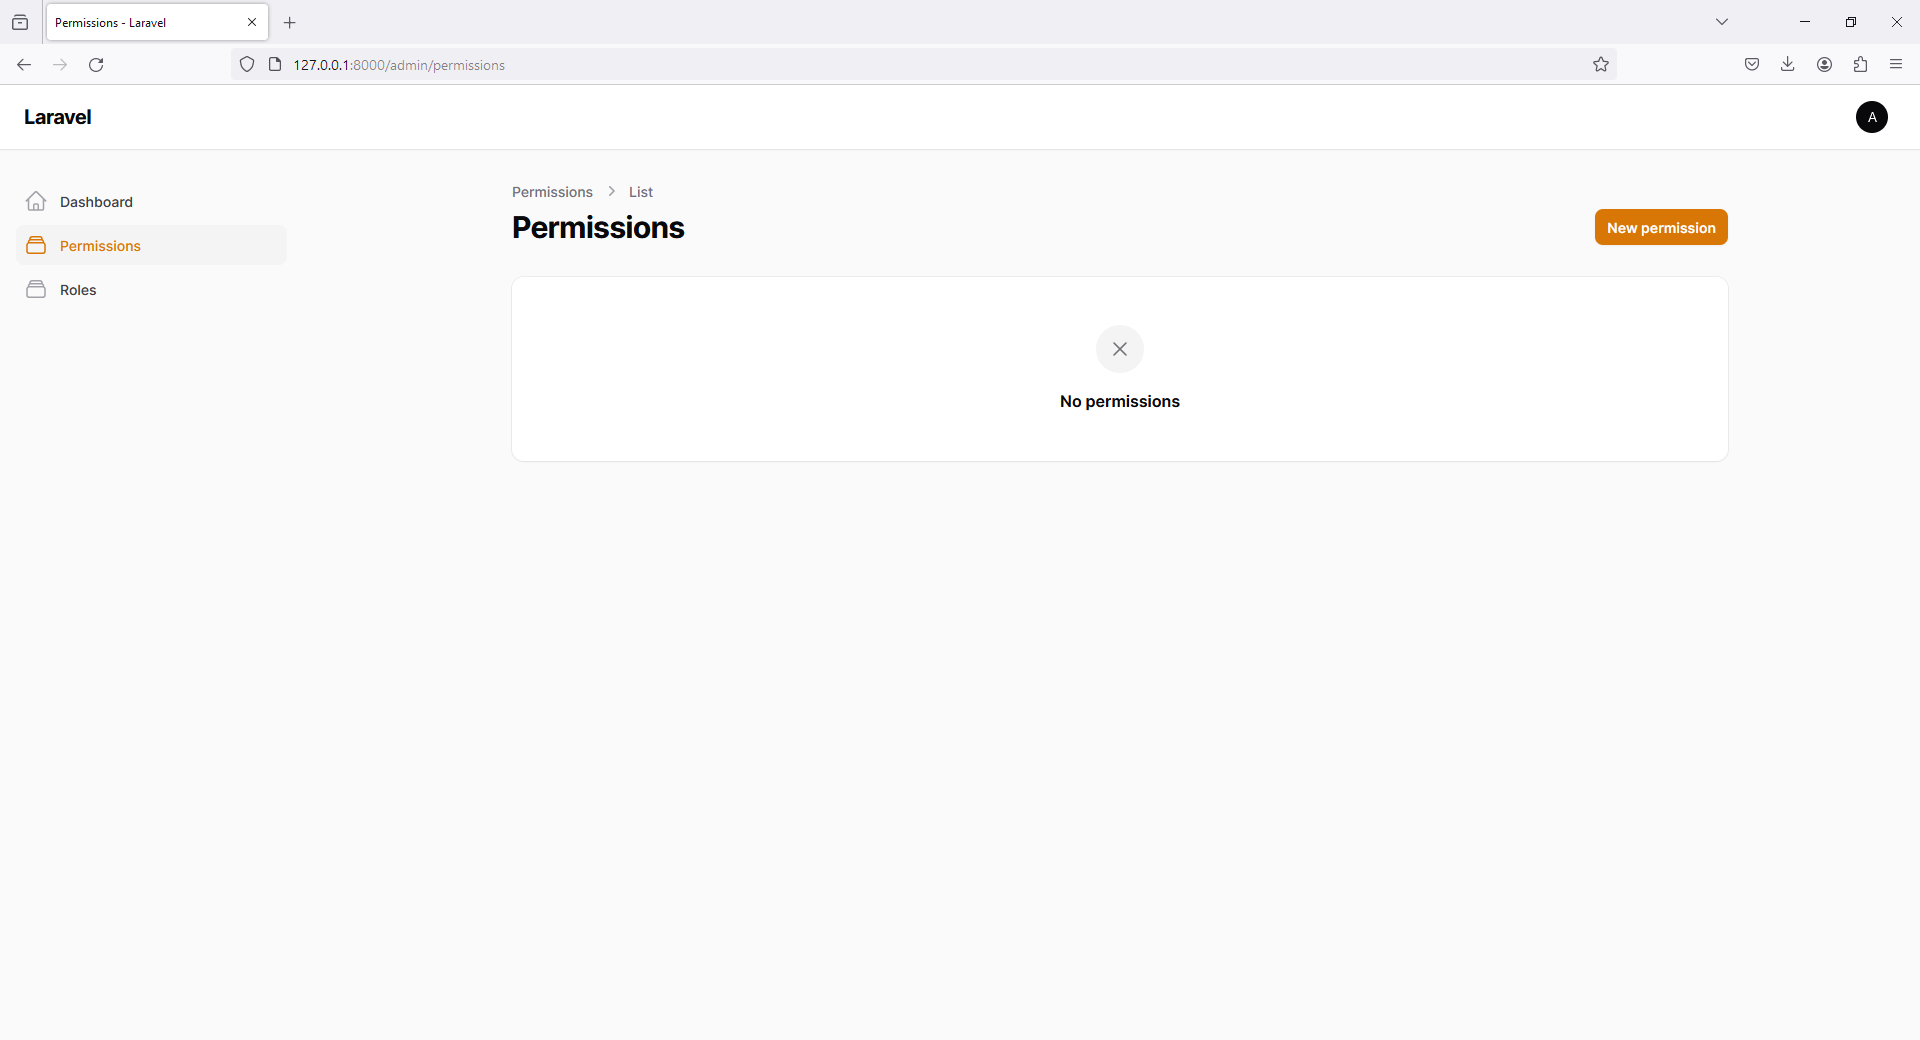 Permissions - Laravel
127.0.0.1:8000/admin/permissions
Laravel
A
Dashboard
Permissions
Roles
Permissions List
Permissions
New permission
No permissions